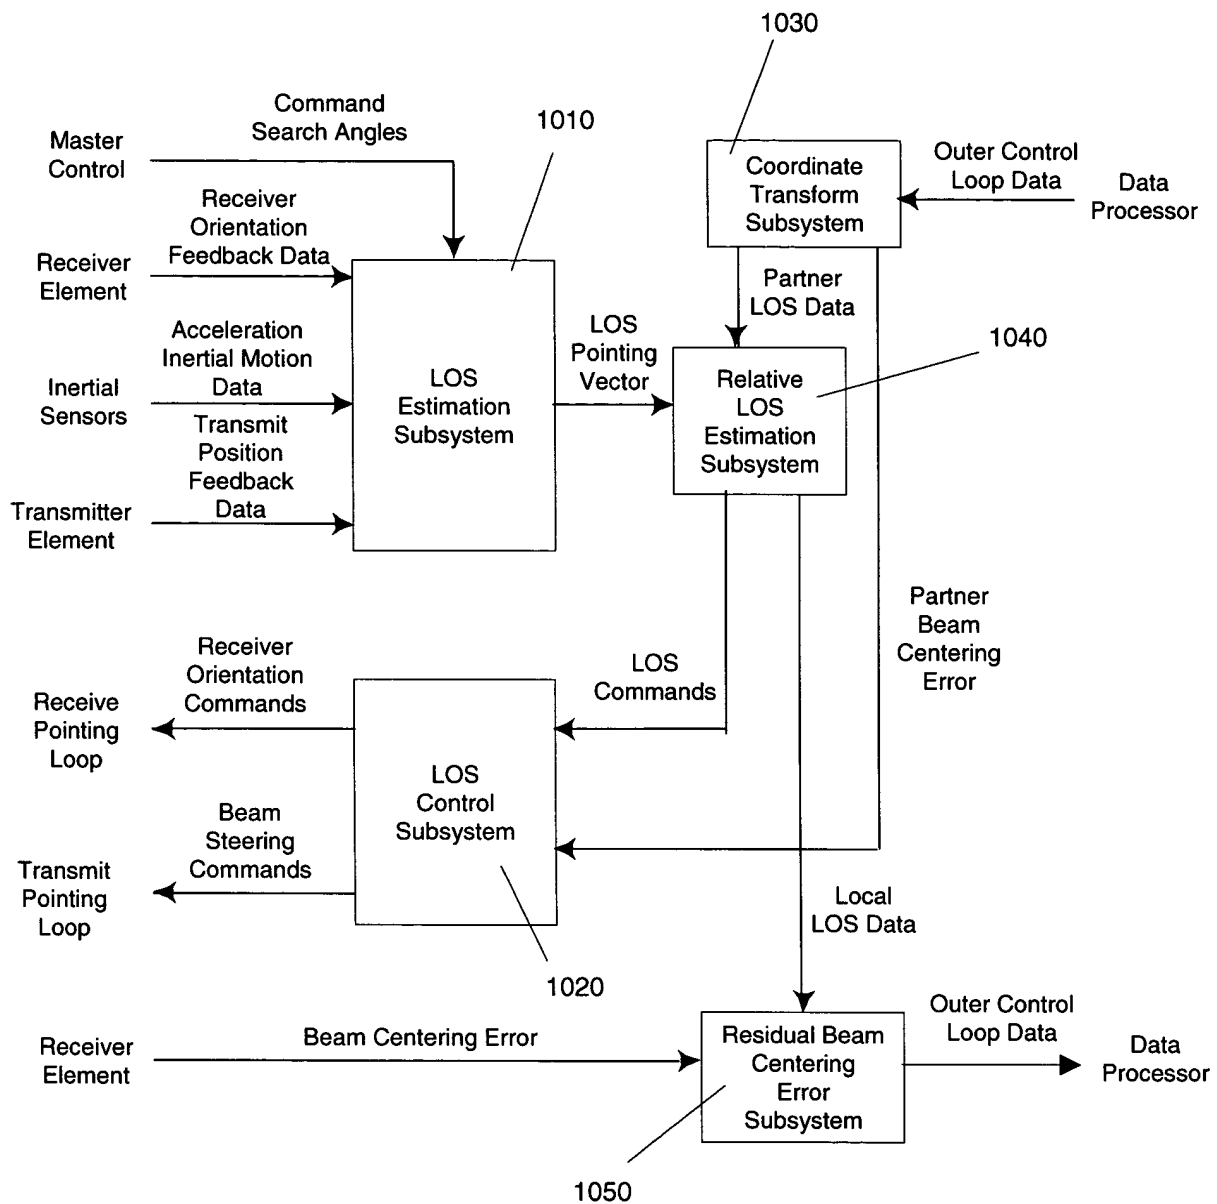 1030
Command
Search Angles
1010
Master
Control
Outer Control
Loop Data
Coordinate
Transform
Subsystem
Data
Processor
Receiver
Orientation
Feedback Data
Receiver
Element
Partner
LOS Data
Acceleration
Inertial Motion
Data
LOS
Pointing
Vector
1040
Inertial
Sensors
LOS
Estimation
Subsystem
Relative
LOS
Estimation
Subsystem
Transmit
Position
Feedback
Data
Transmitter
Element
Partner
Beam
Centering
Error
Receiver
Orientation
Commands
LOS
Commands
Receive
Pointing
Loop
LOS
Control
Subsystem
Beam
Steering
Commands
Transmit
Pointing
Loop
Local
LOS Data
1020
Beam Centering Error
Receiver
Element
Residual Beam
Centering
Error
Subsystem
Outer Control
Loop Data
Data
Processor
1050